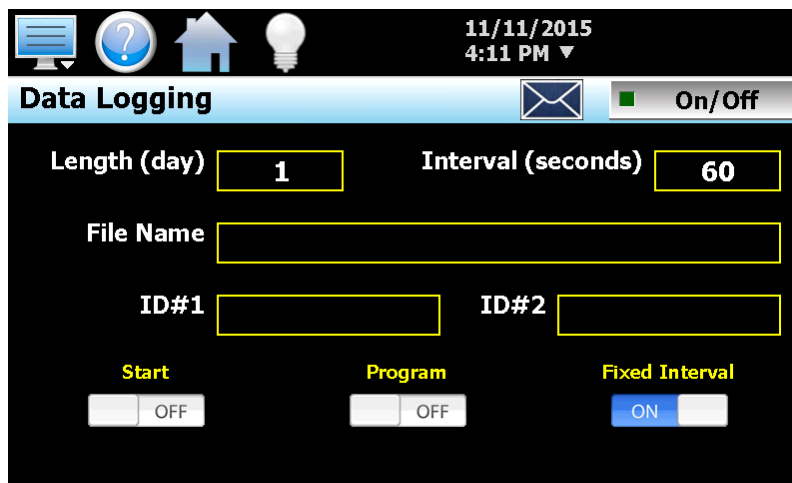 11/11/2015
4:11 PM ▼
Data Logging
On/Off
Length (day) 1 Interval (seconds) 60
File Name
ID#1 ID#2
Start Program Fixed Interval
OFF OFF ON